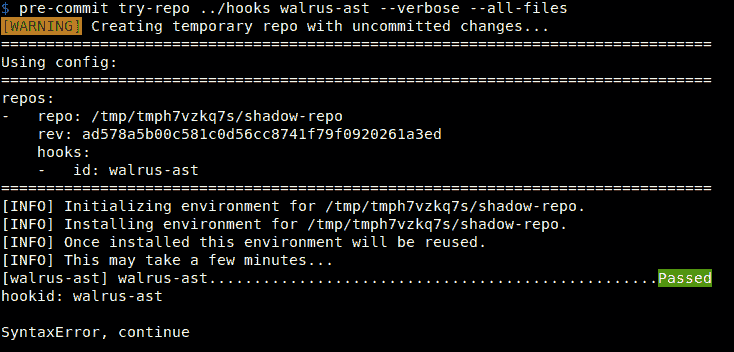 $ pre-commit try-repo ../hooks walrus-ast --verbose --all-files
[WARNING] Creating temporary repo with uncommitted changes...
===============================================================================
Using config:
===============================================================================
repos:
-   repo: /tmp/tmph7vzkq7s/shadow-repo
    rev: ad578a5b00c581c0d56cc8741f79f0920261a3ed
    hooks:
    -   id: walrus-ast
===============================================================================
[INFO] Initializing environment for /tmp/tmph7vzkq7s/shadow-repo.
[INFO] Installing environment for /tmp/tmph7vzkq7s/shadow-repo.
[INFO] Once installed this environment will be reused.
[INFO] This may take a few minutes...
[walrus-ast] walrus-ast..................................................Passed
hookid: walrus-ast

SyntaxError, continue